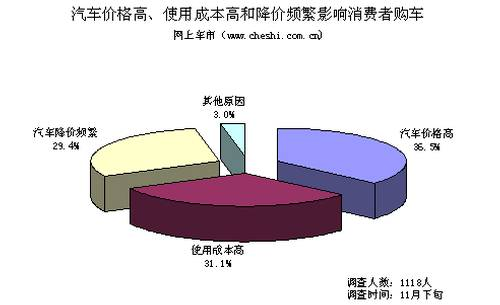 汽车价格高、使用成本高和降价频繁影响消费者购车
网上车市（www.cheshi.com.cn）
其他原因
3.0%
汽车降价频繁
29.4%
汽车价格高
36.5%
使用成本高
31.1%
调查人数：1118人
调查时间：11月下旬